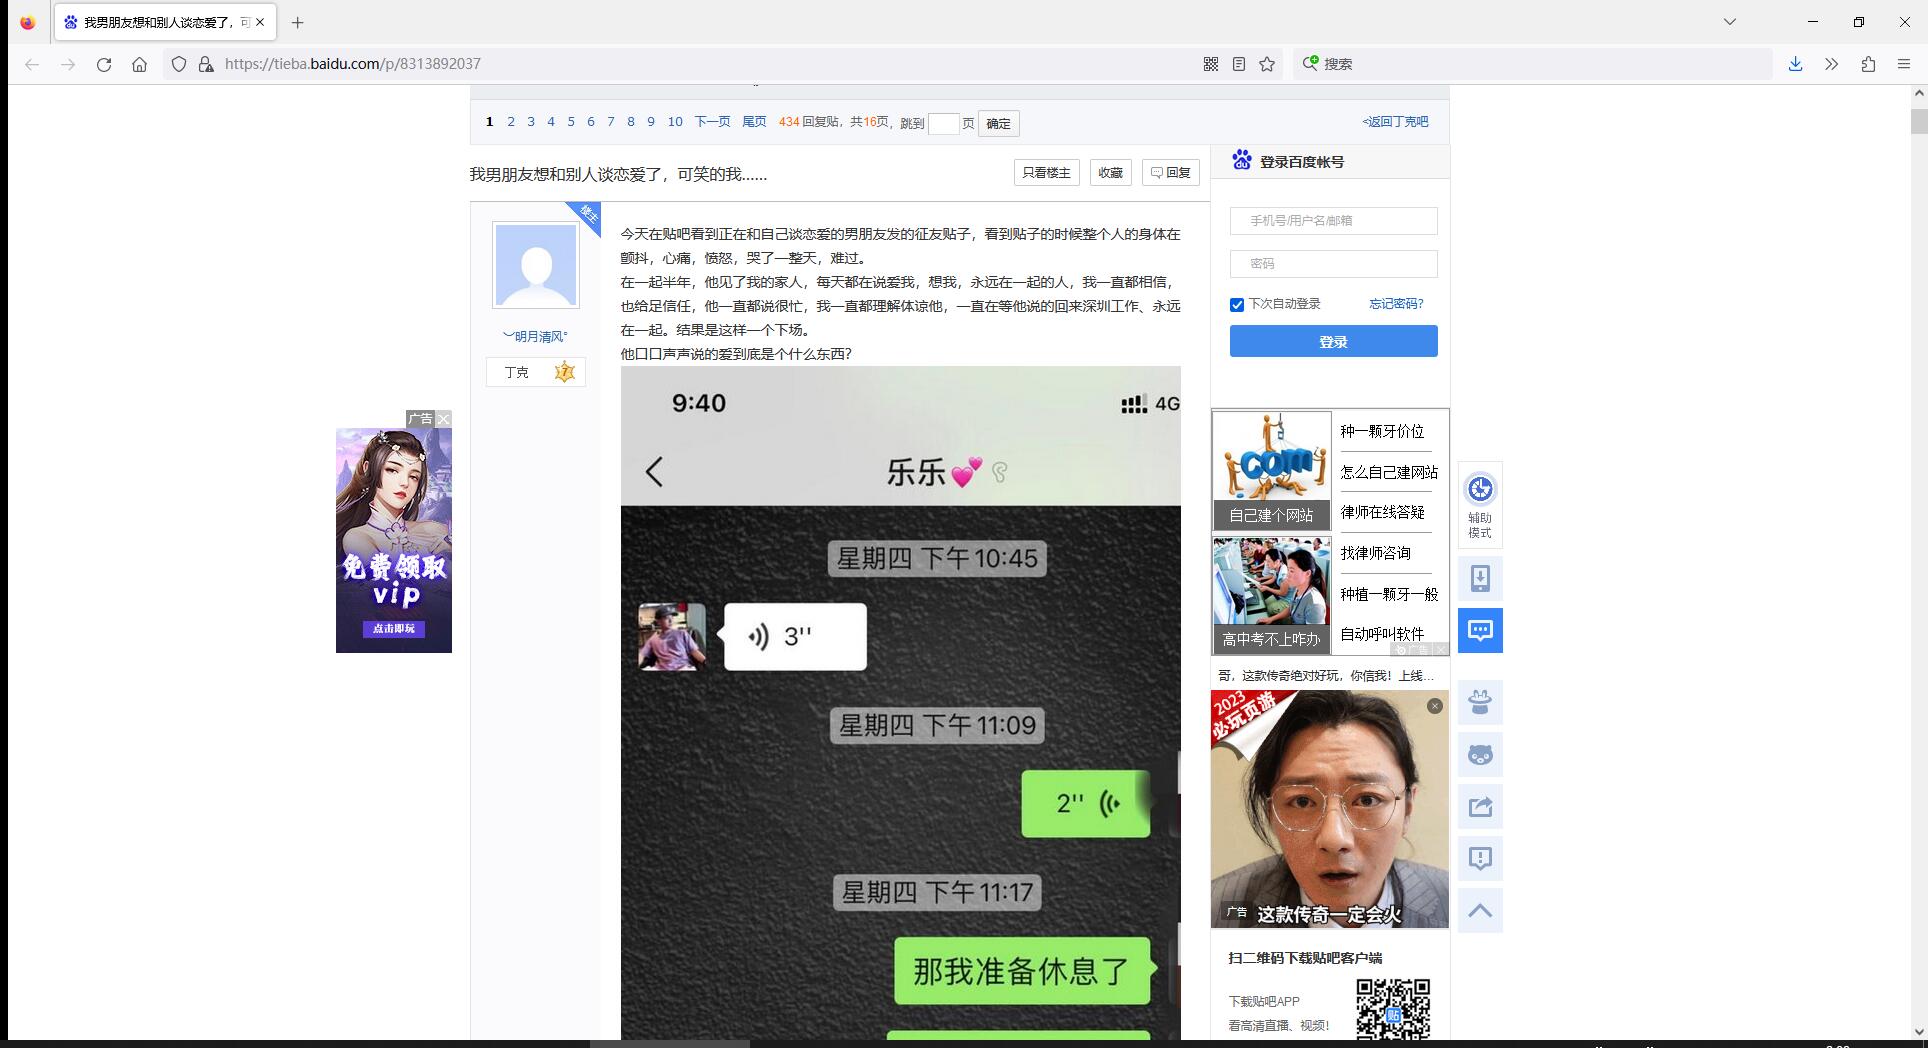 我男朋友想和别人谈恋爱了，可
https://tieba.baidu.com/p/8313892037
搜索
1 2 3 4 5 6 7 8 9 10 下一页 尾页 434 回复贴，共16页，跳到 页 确定
<返回丁克吧
我男朋友想和别人谈恋爱了，可笑的我......
只看楼主
收藏
回复
楼主
﹀明月清风°
丁克 7
今天在贴吧看到正在和自己谈恋爱的男朋友发的征友贴子，看到贴子的时候整个人的身体在
颤抖，心痛，愤怒，哭了一整天，难过。
在一起半年，他见了我的家人，每天都在说爱我，想我，永远在一起的人，我一直都相信，
也给足信任，他一直都说很忙，我一直都理解体谅他，一直在等他说的回来深圳工作、永远
在一起。结果是这样一个下场。
他口口声声说的爱到底是个什么东西？
9:40
4G
乐乐💕
星期四 下午10:45
3''
星期四 下午11:09
2''
星期四 下午11:17
那我准备休息了
广告
免费领取
vip
点击即玩
du
登录百度帐号
手机号/用户名/邮箱
密码
下次自动登录
忘记密码?
登录
com
自己建个网站
高中考不上咋办
种一颗牙价位
怎么自己建网站
律师在线答疑
找律师咨询
种植一颗牙一般
自动呼叫软件
广告
哥，这款传奇绝对好玩，你信我！上线...
2023
必玩页游
广告
这款传奇一定会火
扫二维码下载贴吧客户端
下载贴吧APP
看高清直播、视频！
贴
辅助
模式